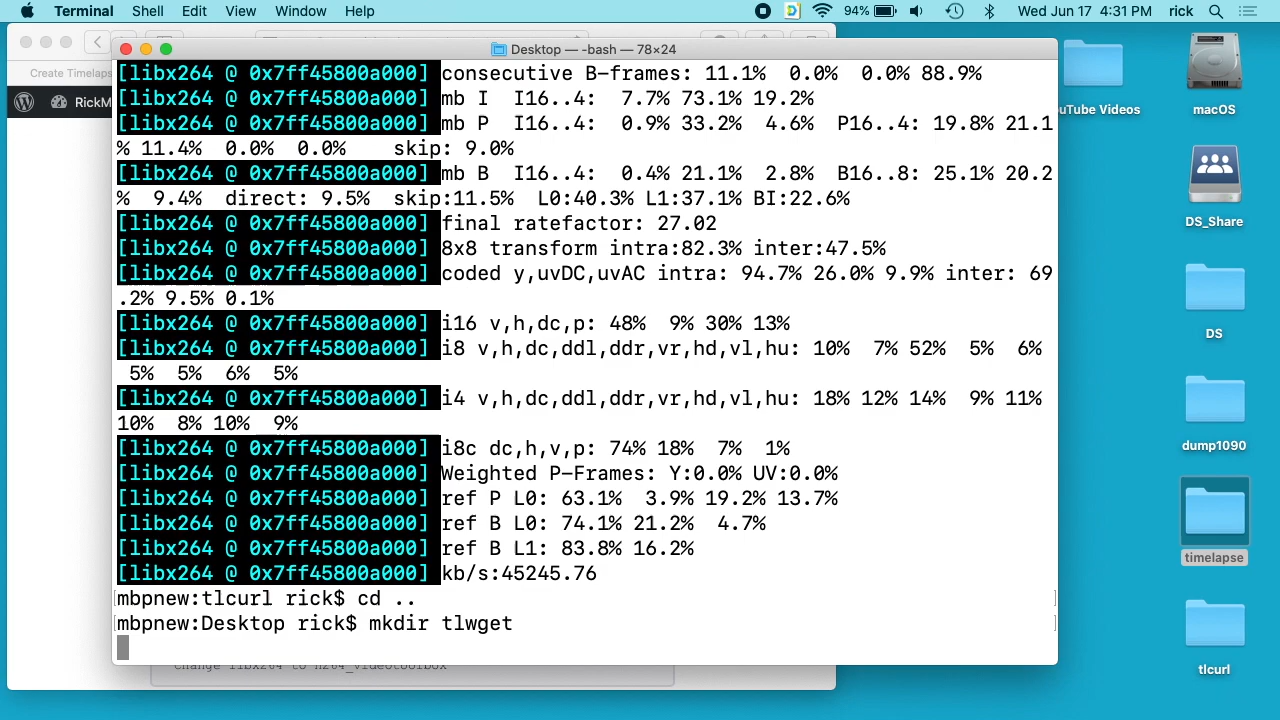 Terminal Shell Edit View Window Help 94% Wed Jun 17 4:31 PM rick
Desktop — -bash — 78×24
Create Timelaps
RickM
[libx264 @ 0x7ff45800a000] consecutive B-frames: 11.1%  0.0%  0.0% 88.9%
[libx264 @ 0x7ff45800a000] mb I  I16..4:  7.7% 73.1% 19.2%
[libx264 @ 0x7ff45800a000] mb P  I16..4:  0.9% 33.2%  4.6%  P16..4: 19.8% 21.1
% 11.4%  0.0%  0.0%    skip: 9.0%
[libx264 @ 0x7ff45800a000] mb B  I16..4:  0.4% 21.1%  2.8%  B16..8: 25.1% 20.2
%  9.4%  direct: 9.5%  skip:11.5%  L0:40.3% L1:37.1% BI:22.6%
[libx264 @ 0x7ff45800a000] final ratefactor: 27.02
[libx264 @ 0x7ff45800a000] 8x8 transform intra:82.3% inter:47.5%
[libx264 @ 0x7ff45800a000] coded y,uvDC,uvAC intra: 94.7% 26.0% 9.9% inter: 69
.2% 9.5% 0.1%
[libx264 @ 0x7ff45800a000] i16 v,h,dc,p: 48%  9% 30% 13%
[libx264 @ 0x7ff45800a000] i8 v,h,dc,ddl,ddr,vr,hd,vl,hu: 10%  7% 52%  5%  6%
 5%  5%  6%  5%
[libx264 @ 0x7ff45800a000] i4 v,h,dc,ddl,ddr,vr,hd,vl,hu: 18% 12% 14%  9% 11%
10%  8% 10%  9%
[libx264 @ 0x7ff45800a000] i8c dc,h,v,p: 74% 18%  7%  1%
[libx264 @ 0x7ff45800a000] Weighted P-Frames: Y:0.0% UV:0.0%
[libx264 @ 0x7ff45800a000] ref P L0: 63.1%  3.9% 19.2% 13.7%
[libx264 @ 0x7ff45800a000] ref B L0: 74.1% 21.2%  4.7%
[libx264 @ 0x7ff45800a000] ref B L1: 83.8% 16.2%
[libx264 @ 0x7ff45800a000] kb/s:45245.76
mbpnew:tlcurl rick$ cd ..
mbpnew:Desktop rick$ mkdir tlwget
Change libx264 to h264_videotoolbox
uTube Videos
macOS
DS_Share
DS
dump1090
timelapse
tlcurl